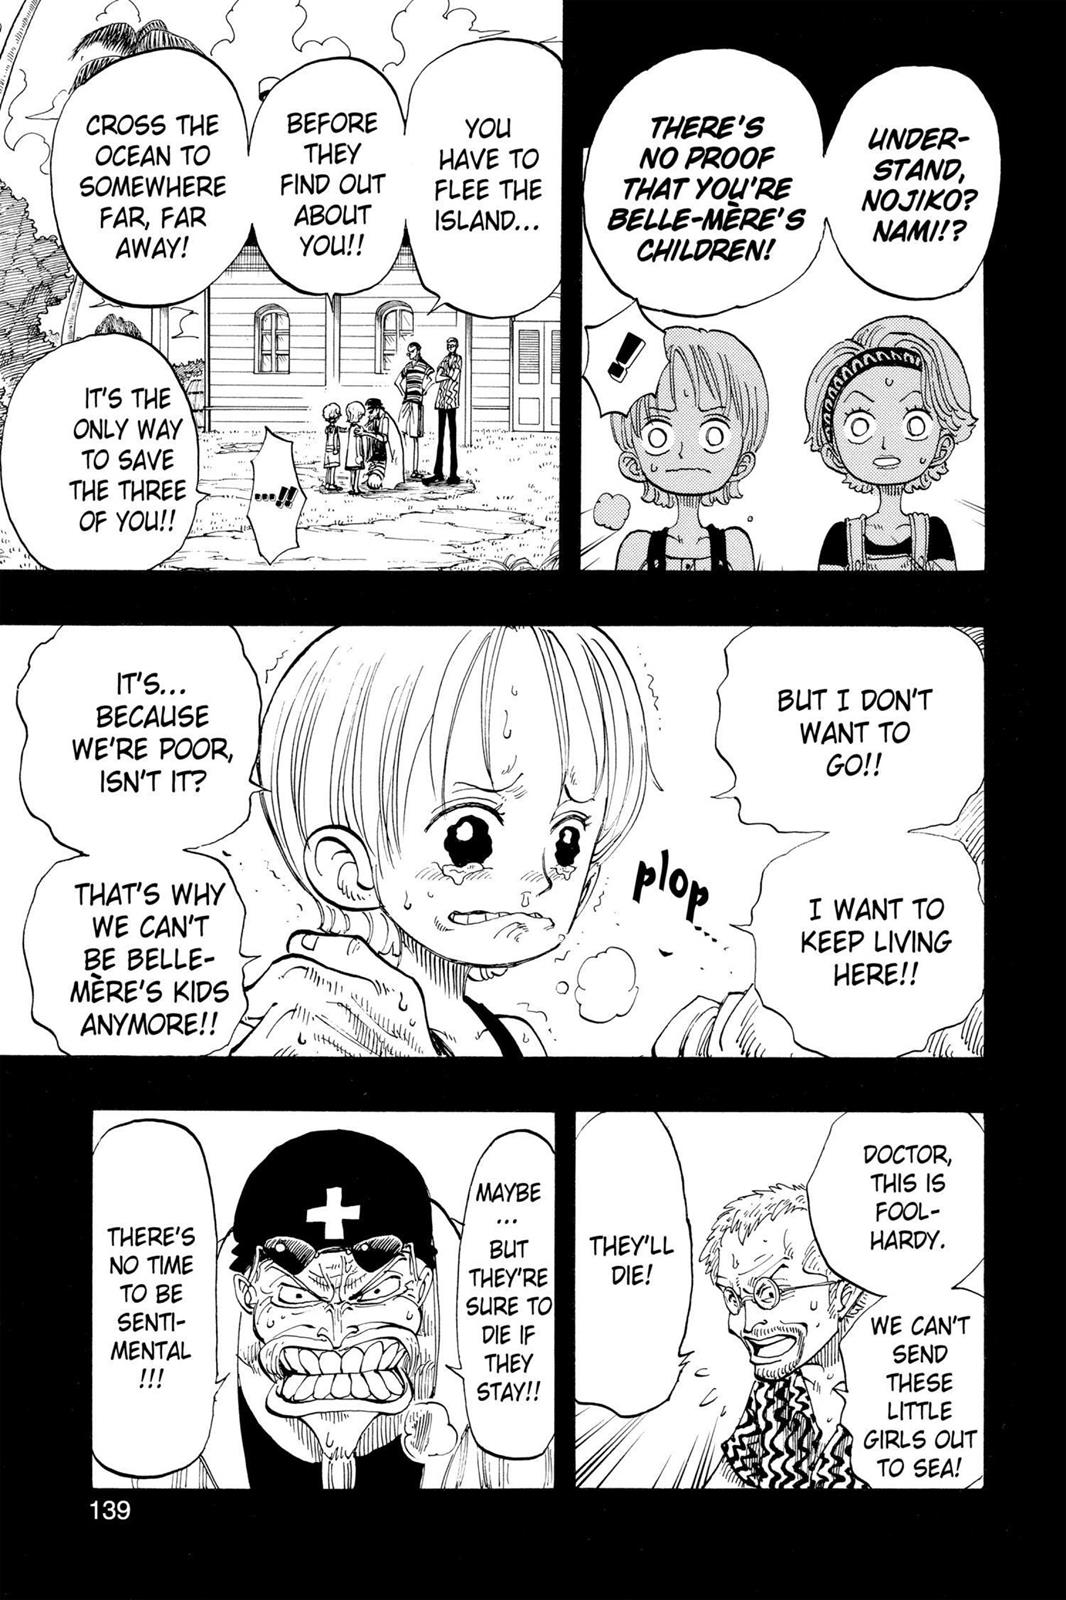 UNDER-
STAND,
NOJIKO?
NAMI!?
THERE'S
NO PROOF
THAT YOU'RE
BELLE-MÈRE'S
CHILDREN!
!!
YOU
HAVE TO
FLEE THE
ISLAND...
BEFORE
THEY
FIND OUT
ABOUT
YOU!!
CROSS THE
OCEAN TO
SOMEWHERE
FAR, FAR
AWAY!
IT'S THE
ONLY WAY
TO SAVE
THE THREE
OF YOU!!
....!!
BUT I DON'T
WANT TO
GO!!
I WANT TO
KEEP LIVING
HERE!!
plop...
IT'S...
BECAUSE
WE'RE POOR,
ISN'T IT?
THAT'S WHY
WE CAN'T
BE BELLE-
MÈRE'S KIDS
ANYMORE!!
DOCTOR,
THIS IS
FOOL-
HARDY.
WE CAN'T
SEND
THESE
LITTLE
GIRLS OUT
TO SEA!
THEY'LL
DIE!
MAYBE
...
BUT
THEY'RE
SURE TO
DIE IF
THEY
STAY!!
THERE'S
NO TIME
TO BE
SENTI-
MENTAL
!!!
139